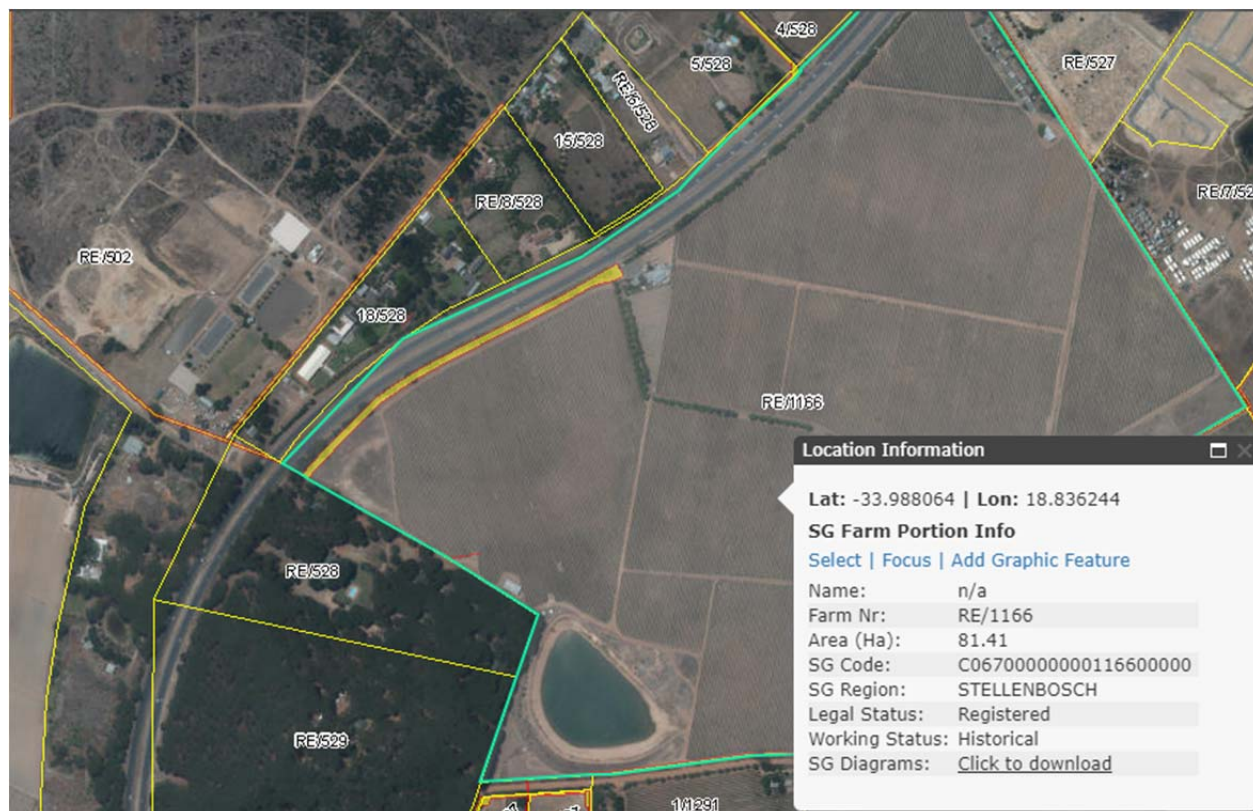 4/528
5/528
RE/527
RE/6/528
15/528
RE/8/528
RE/7/52
RE/502
18/528
RE/1166
Location Information
Lat: -33.988064 | Lon: 18.836244
SG Farm Portion Info
Select | Focus | Add Graphic Feature
Name: n/a
Farm Nr: RE/1166
Area (Ha): 81.41
SG Code: C06700000000116600000
SG Region: STELLENBOSCH
Legal Status: Registered
Working Status: Historical
SG Diagrams: Click to download
RE/528
RE/529
1/1291